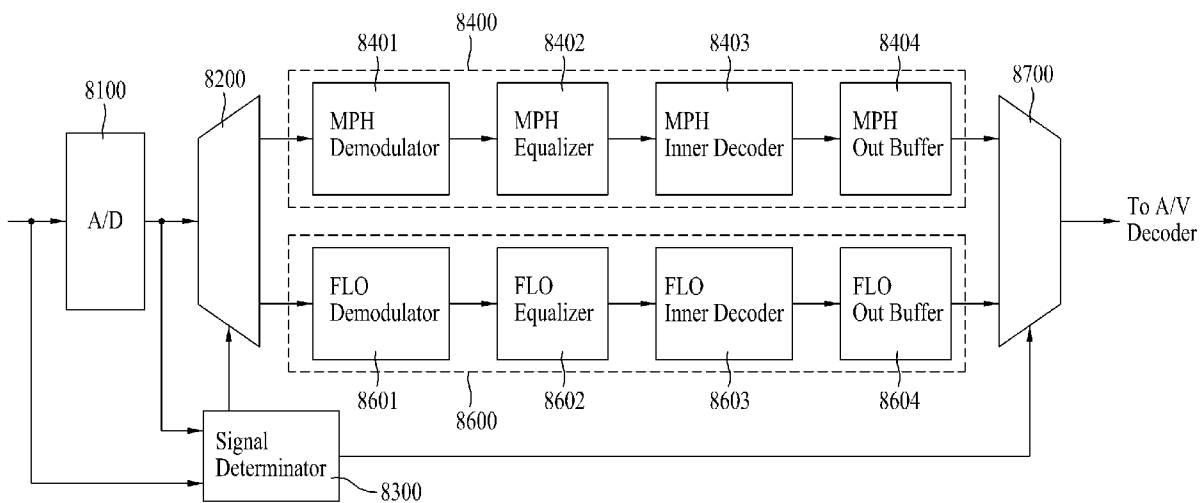 8400
8401
8402
8403
8404
8100
8200
8700
MPH
Demodulator
MPH
Equalizer
MPH
Inner Decoder
MPH
Out Buffer
A/D
To A/V
Decoder
FLO
Demodulator
FLO
Equalizer
FLO
Inner Decoder
FLO
Out Buffer
8601
8602
8603
8604
8600
Signal
Determinator
8300